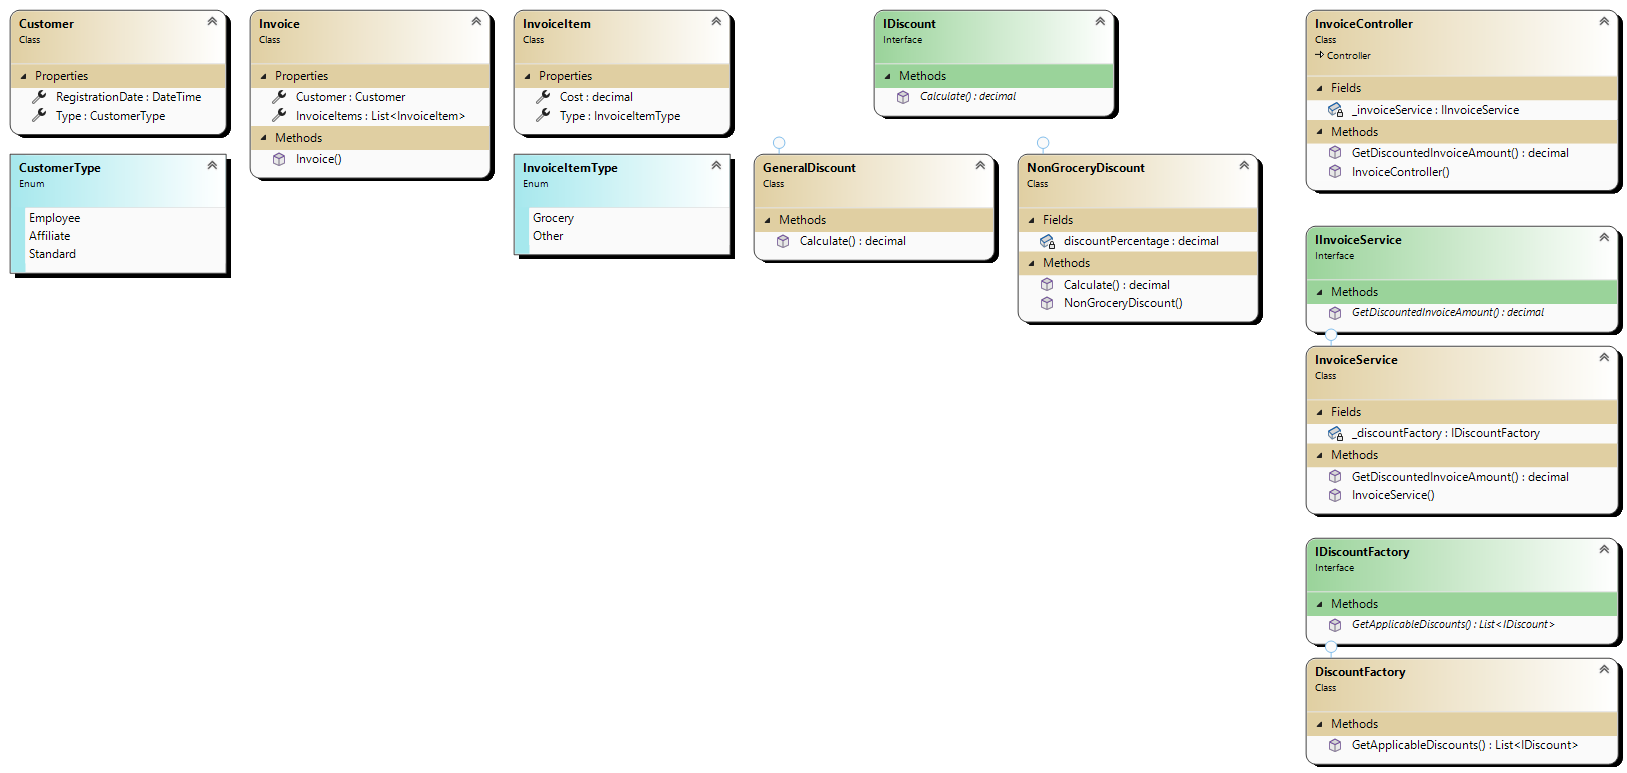 Customer
Class
Properties
RegistrationDate : DateTime
Type : CustomerType
CustomerType
Enum
Employee
Affiliate
Standard
Invoice
Class
Properties
Customer : Customer
InvoiceItems : List<InvoiceItem>
Methods
Invoice()
InvoiceItem
Class
Properties
Cost : decimal
Type : InvoiceItemType
InvoiceItemType
Enum
Grocery
Other
IDiscount
Interface
Methods
Calculate() : decimal
GeneralDiscount
Class
Methods
Calculate() : decimal
NonGroceryDiscount
Class
Fields
discountPercentage : decimal
Methods
Calculate() : decimal
NonGroceryDiscount()
InvoiceController
Class
Controller
Fields
_invoiceService : IInvoiceService
Methods
GetDiscountedInvoiceAmount() : decimal
InvoiceController()
IInvoiceService
Interface
Methods
GetDiscountedInvoiceAmount() : decimal
InvoiceService
Class
Fields
_discountFactory : IDiscountFactory
Methods
GetDiscountedInvoiceAmount() : decimal
InvoiceService()
IDiscountFactory
Interface
Methods
GetApplicableDiscounts() : List<IDiscount>
DiscountFactory
Class
Methods
GetApplicableDiscounts() : List<IDiscount>